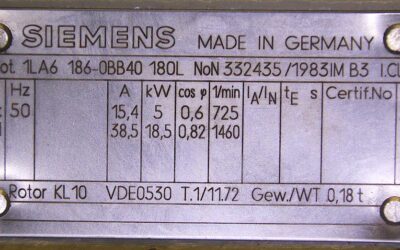 SIEMENS MADE IN GERMANY
ot. 1LA6 186-0BB40 180L NoN 332435/1983 IM B3 I.CL
Hz A kW cos φ 1/min IA/IN tE s Certif.No
50 15,4 5 0,6 725
38,5 18,5 0,82 1460
Rotor KL10 VDE0530 T.1/11.72 Gew./WT 0,18 t